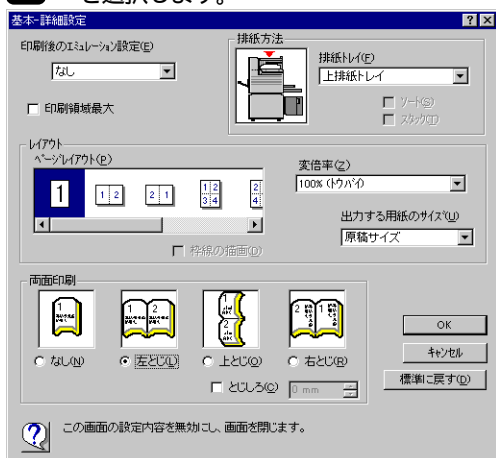 を選択します。
基本-詳細設定
印刷後のエミュレーション設定(E)
なし
印刷領域最大
排紙方法
排紙トレイ(F)
上排紙トレイ
ソート(S)
スタック(T)
レイアウト
ページレイアウト(P)
1
1 2
2 1
1 2
3 4
2
4
枠線の描画(D)
変倍率(Z)
100% (トウバイ)
出力する用紙のサイズ(U)
原稿サイズ
両面印刷
なし(N)
左とじ(L)
上とじ(O)
右とじ(R)
とじしろ(C)
0 mm
OK
キャンセル
標準に戻す(D)
この画面の設定内容を無効にし、画面を閉じます。